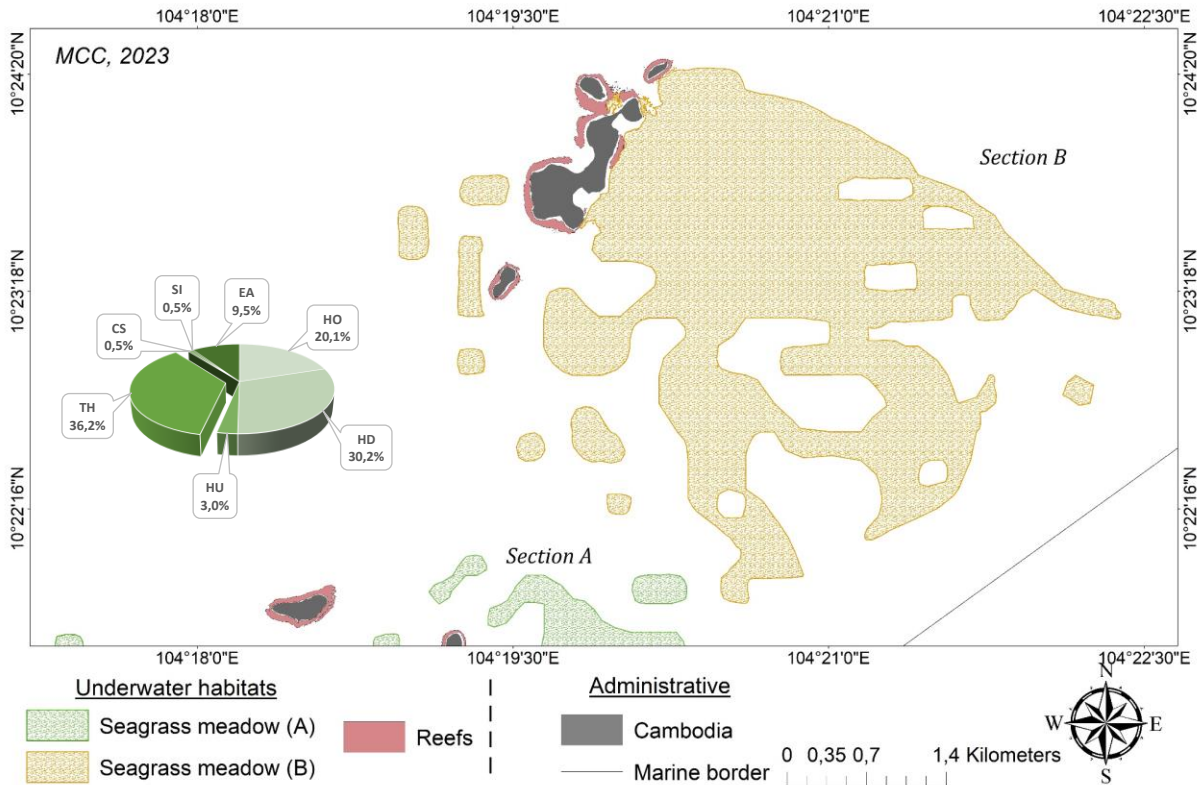 104°18'0"E 104°19'30"E 104°21'0"E 104°22'30"E
MCC, 2023
10°24'20"N 10°24'20"N
Section B
10°23'18"N 10°23'18"N
SI
0,5%
EA
9,5%
CS
0,5%
HO
20,1%
TH
36,2%
HD
30,2%
HU
3,0%
10°22'16"N 10°22'16"N
Section A
104°18'0"E 104°19'30"E 104°21'0"E 104°22'30"E
Underwater habitats
Seagrass meadow (A)
Seagrass meadow (B)
Reefs
Administrative
Cambodia
Marine border
0 0,35 0,7 1,4 Kilometers
N
W E
S